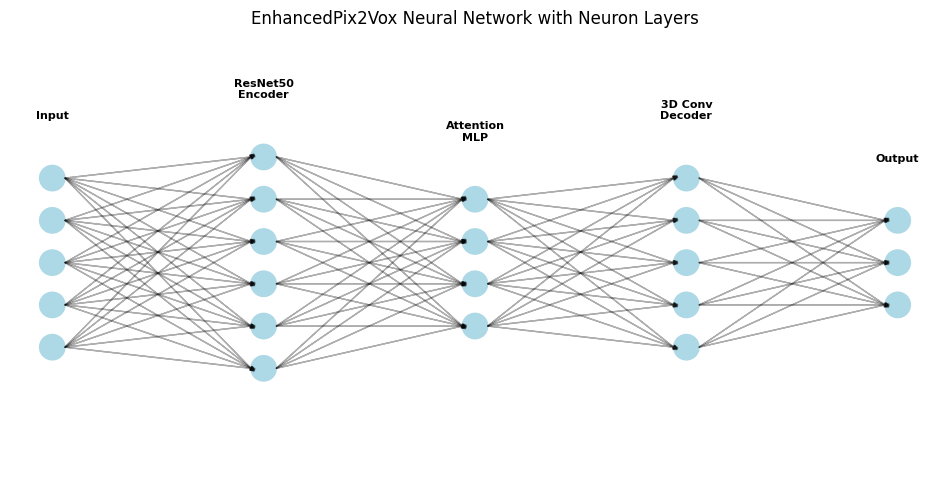 EnhancedPix2Vox Neural Network with Neuron Layers
Input
ResNet50
Encoder
Attention
MLP
3D Conv
Decoder
Output